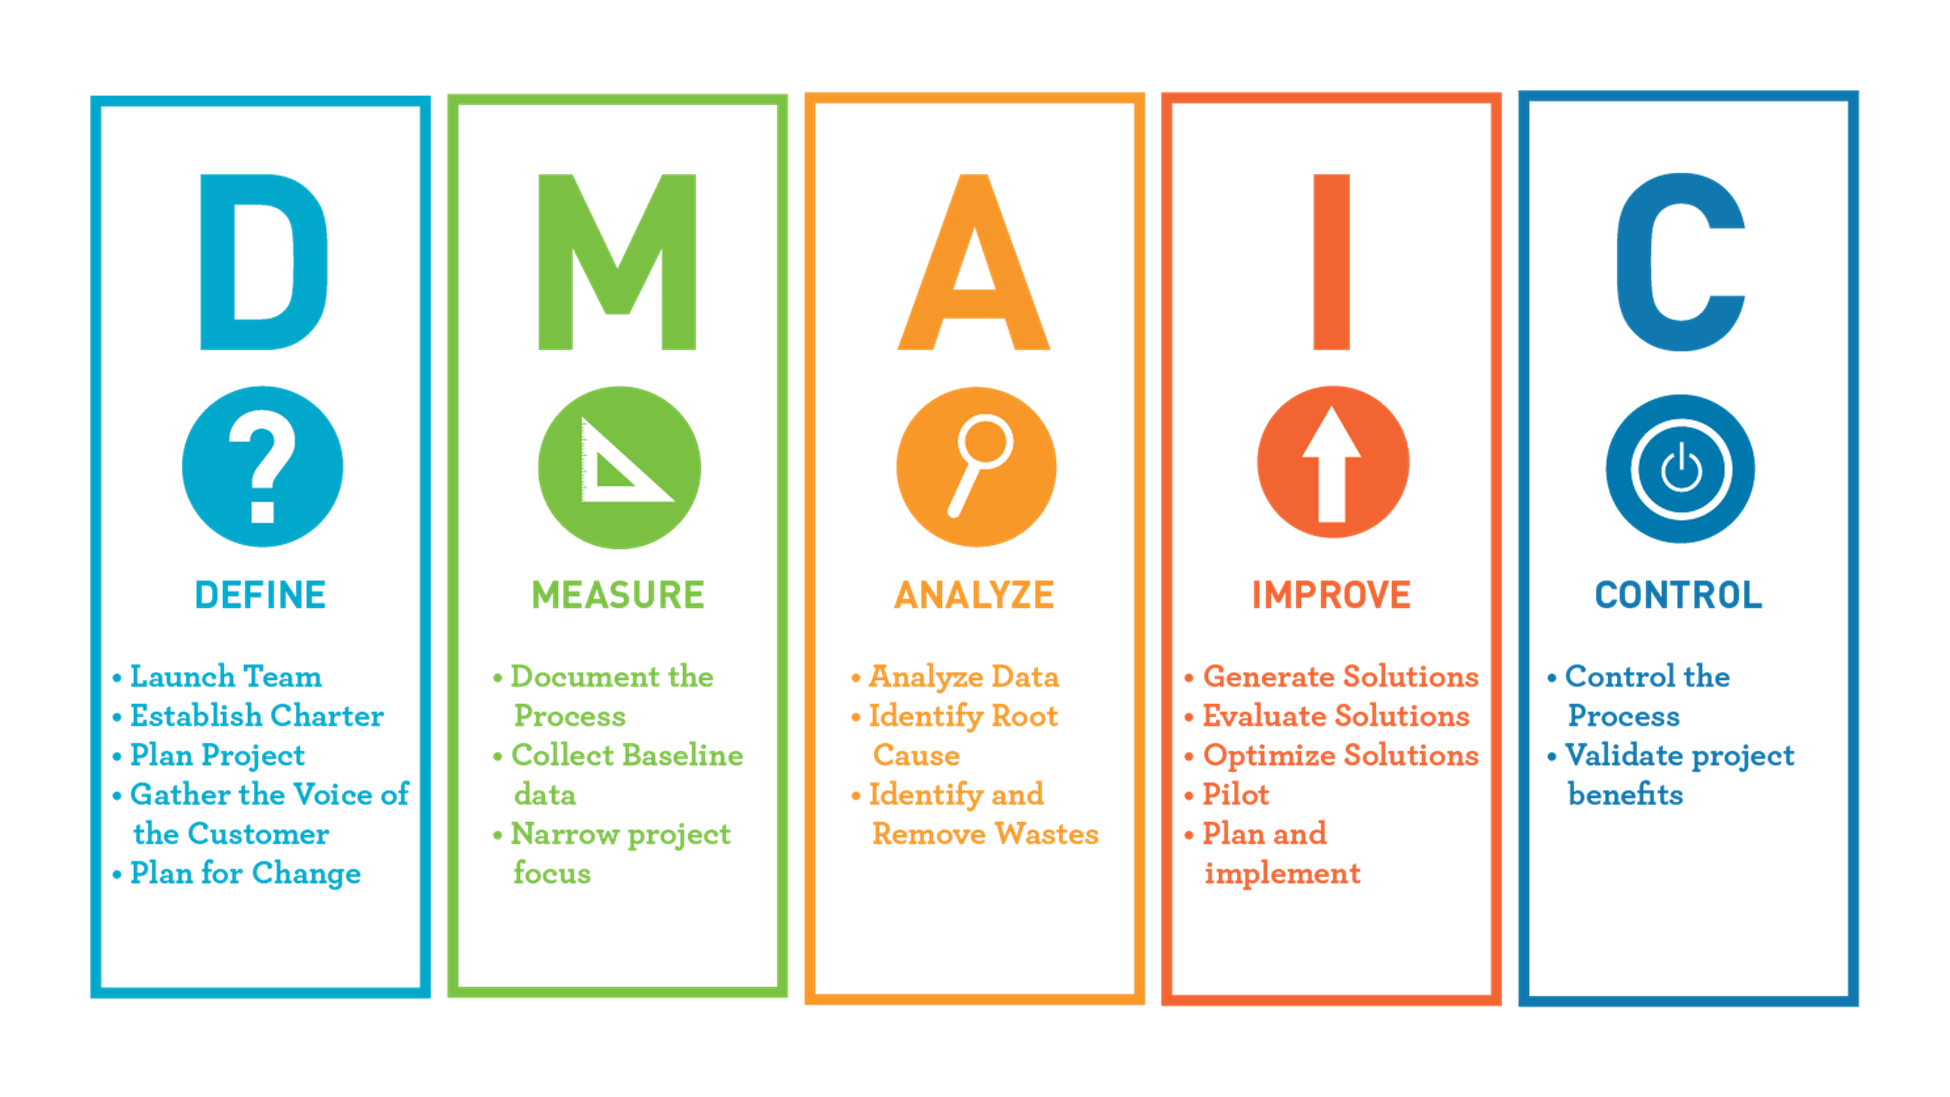 D
?
DEFINE
• Launch Team
• Establish Charter
• Plan Project
• Gather the Voice of
the Customer
• Plan for Change
M
MEASURE
• Document the
Process
• Collect Baseline
data
• Narrow project
focus
A
ANALYZE
• Analyze Data
• Identify Root
Cause
• Identify and
Remove Wastes
I
IMPROVE
• Generate Solutions
• Evaluate Solutions
• Optimize Solutions
• Pilot
• Plan and
implement
C
CONTROL
• Control the
Process
• Validate project
benefits